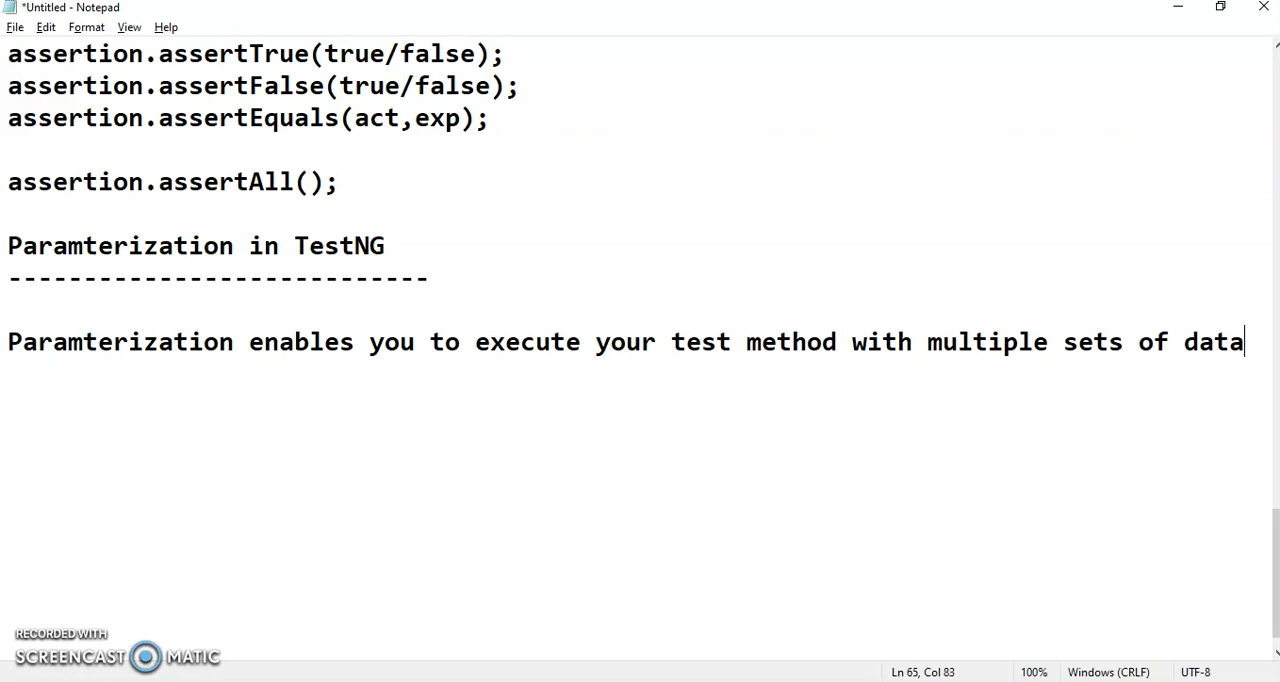 *Untitled - Notepad
File Edit Format View Help
assertion.assertTrue(true/false);
assertion.assertFalse(true/false);
assertion.assertEquals(act,exp);
assertion.assertAll();
Paramterization in TestNG
----------------------------
Paramterization enables you to execute your test method with multiple sets of data
RECORDED WITH
SCREENCAST MATIC
Ln 65, Col 83 100% Windows (CRLF) UTF-8